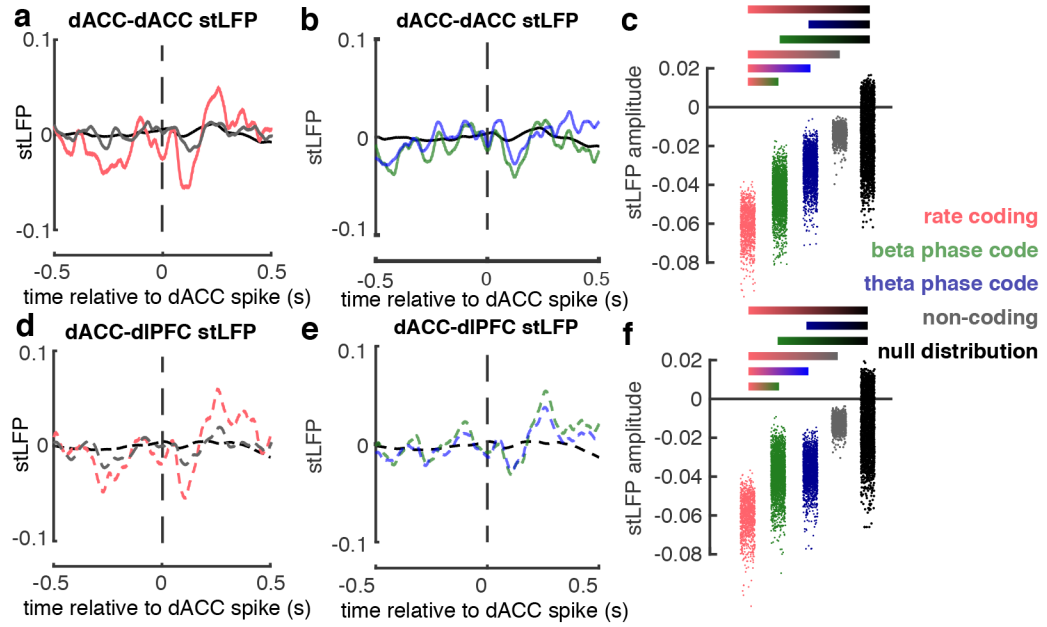 a
dACC-dACC stLFP
0.1
0
-0.1
stLFP
-0.5
0
0.5
time relative to dACC spike (s)
b
dACC-dACC stLFP
0.1
0
-0.1
stLFP
-0.5
0
0.5
time relative to dACC spike (s)
c
0.02
0
-0.02
-0.04
-0.06
-0.08
stLFP amplitude
rate coding
beta phase code
theta phase code
non-coding
null distribution
d
dACC-dlPFC stLFP
0.1
0
-0.1
stLFP
-0.5
0
0.5
time relative to dACC spike (s)
e
dACC-dlPFC stLFP
0.1
0
-0.1
stLFP
-0.5
0
0.5
time relative to dACC spike (s)
f
0.02
0
-0.02
-0.04
-0.06
-0.08
stLFP amplitude